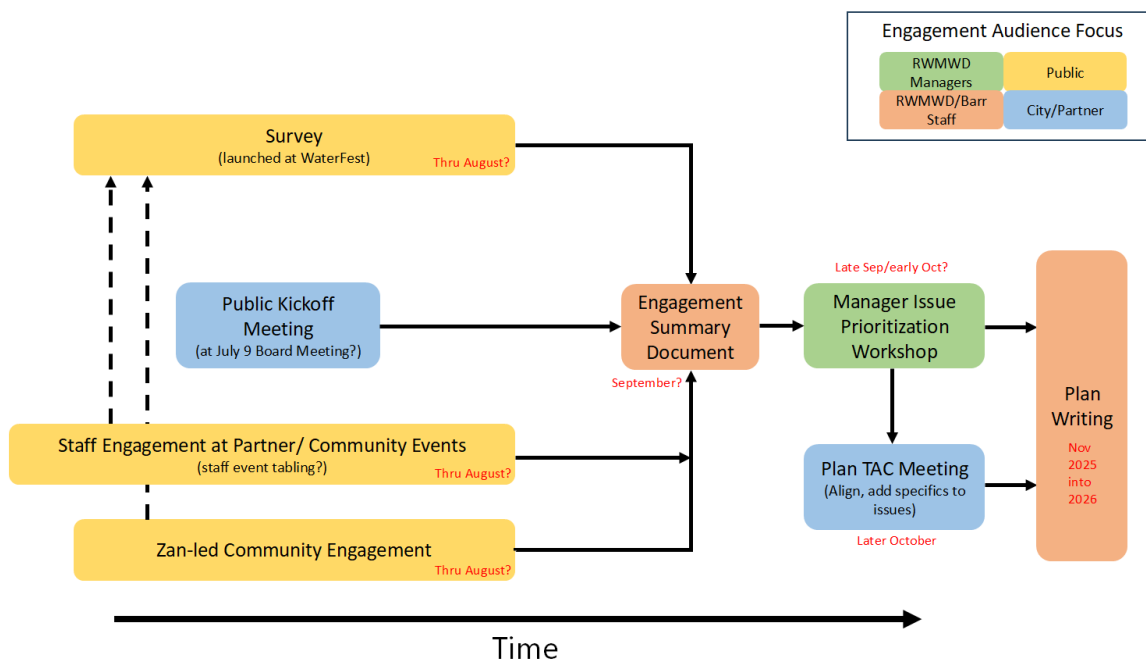 Engagement Audience Focus
RWMWD
Managers
Public
RWMWD/Barr
Staff
City/Partner
Survey
(launched at WaterFest)
Thru August?
Public Kickoff
Meeting
(at July 9 Board Meeting?)
Engagement
Summary
Document
September?
Late Sep/early Oct?
Manager Issue
Prioritization
Workshop
Plan
Writing
Nov
2025
into
2026
Staff Engagement at Partner/ Community Events
(staff event tabling?)
Thru August?
Plan TAC Meeting
(Align, add specifics to
issues)
Later October
Zan-led Community Engagement
Thru August?
Time